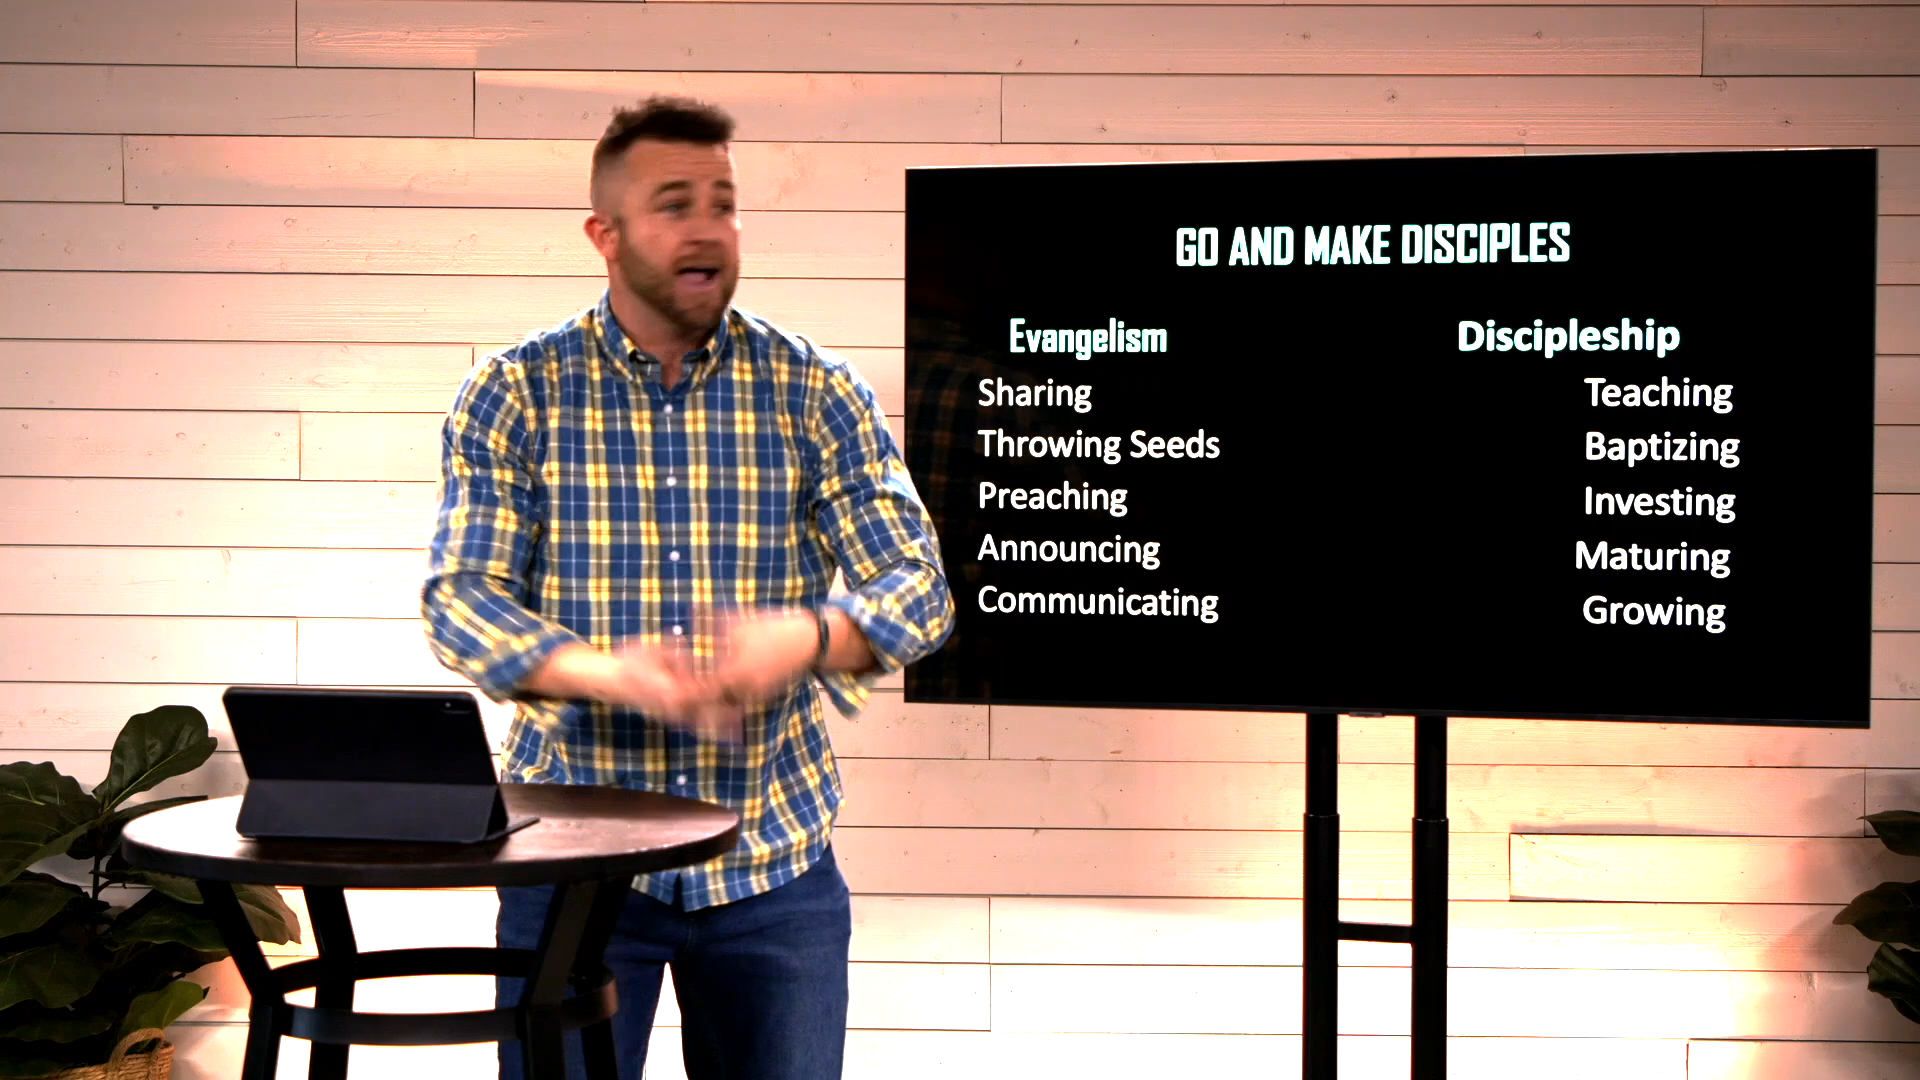 GO AND MAKE DISCIPLES
Evangelism
Sharing
Throwing Seeds
Preaching
Announcing
Communicating
Discipleship
Teaching
Baptizing
Investing
Maturing
Growing